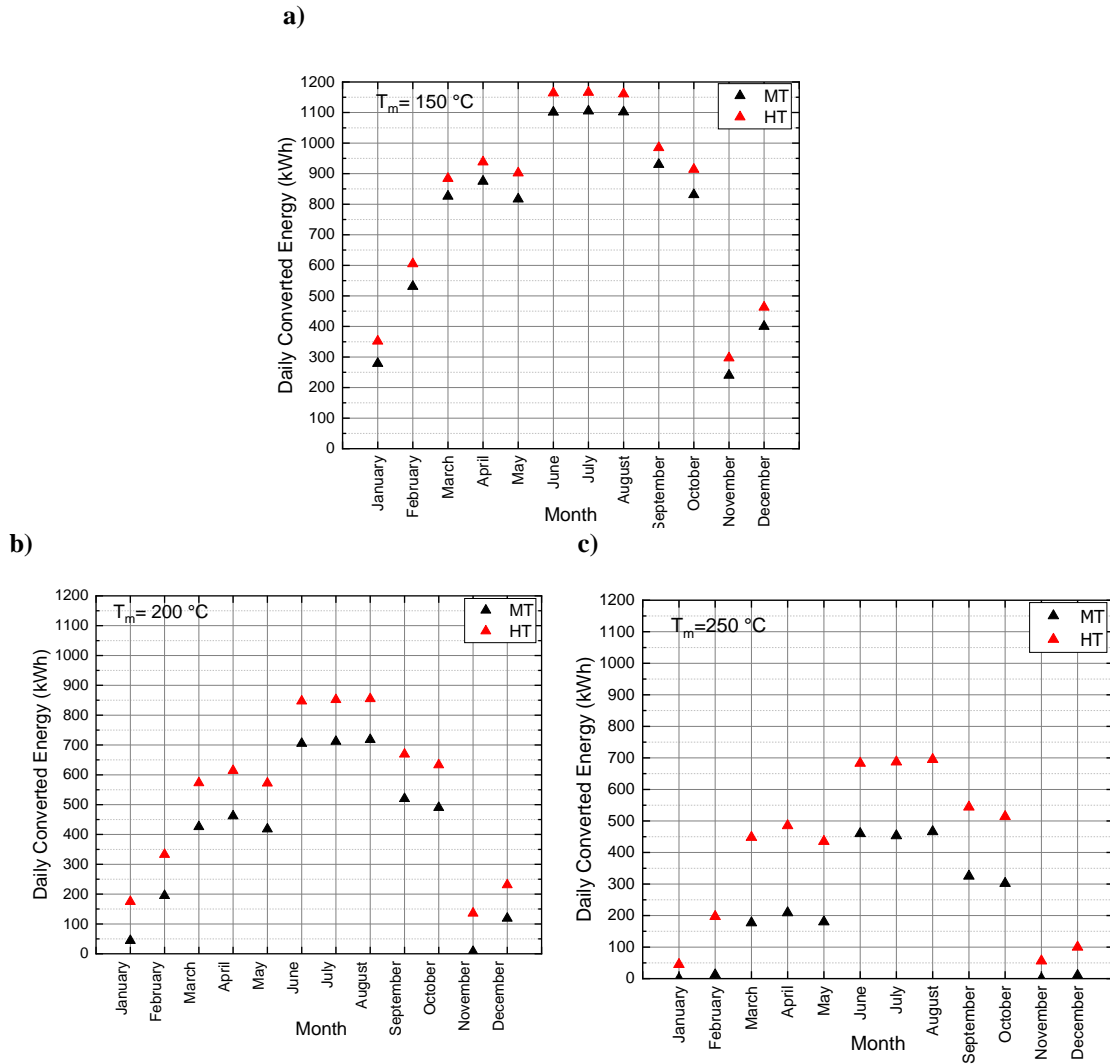 a)
T_m= 150 °C
MT
HT
Daily Converted Energy (kWh)
1200
1100
1000
900
800
700
600
500
400
300
200
100
0
January
February
March
April
May
June
July
August
September
October
November
December
Month
b)
T_m= 200 °C
MT
HT
Daily Converted Energy (kWh)
1200
1100
1000
900
800
700
600
500
400
300
200
100
0
January
February
March
April
May
June
July
August
September
October
November
December
Month
c)
T_m=250 °C
MT
HT
Daily Converted Energy (kWh)
1200
1100
1000
900
800
700
600
500
400
300
200
100
0
January
February
March
April
May
June
July
August
September
October
November
December
Month